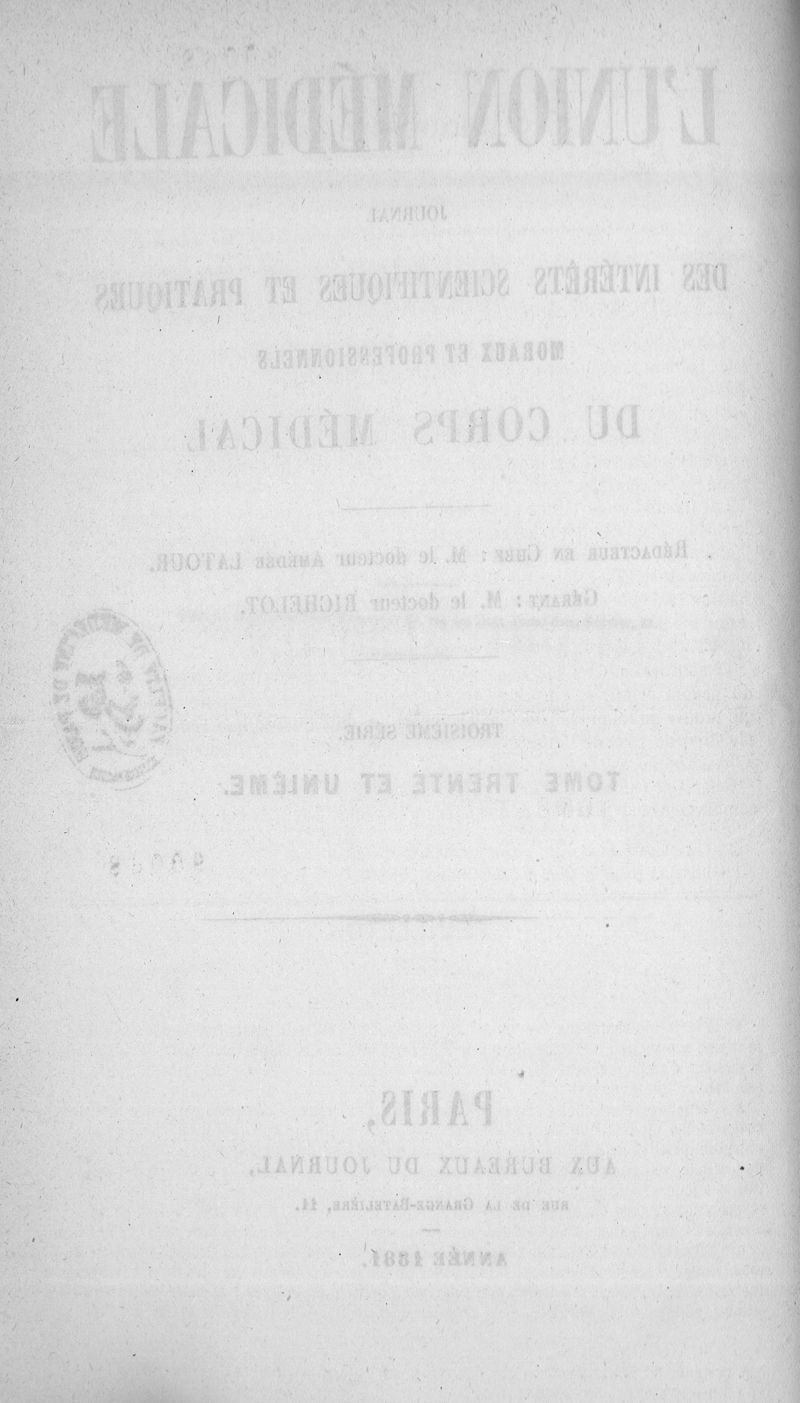 L'UNION MÉDICALE
JOURNAL
DES INTÉRÊTS SCIENTIFIQUES ET PRATIQUES
MORAUX ET PROFESSIONNELS
DU CORPS MÉDICAL
RÉDACTEUR EN CHEF : M. le docteur AMÉDÉE LATOUR.
GÉRANT : M. le docteur RICHELOT.
TROISIÈME SÉRIE.
TOME TRENTE ET UNIÈME.
PARIS,
AUX BUREAUX DU JOURNAL,
RUE DE LA GRANGE-BATELIÈRE, 11.
ANNÉE 1881.